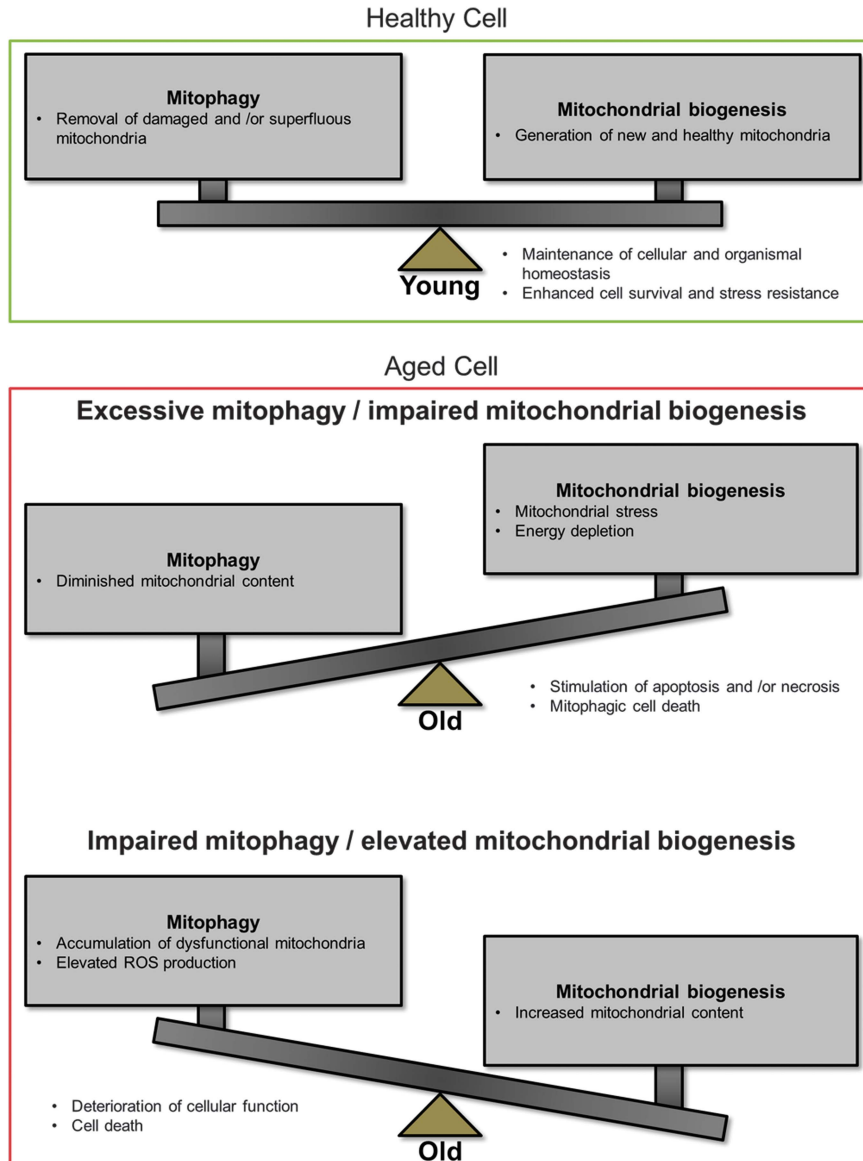 Healthy Cell
Mitophagy
• Removal of damaged and /or superfluous
mitochondria
Mitochondrial biogenesis
• Generation of new and healthy mitochondria
Young
• Maintenance of cellular and organismal
homeostasis
• Enhanced cell survival and stress resistance
Aged Cell
Excessive mitophagy / impaired mitochondrial biogenesis
Mitophagy
• Diminished mitochondrial content
Mitochondrial biogenesis
• Mitochondrial stress
• Energy depletion
Old
• Stimulation of apoptosis and /or necrosis
• Mitophagic cell death
Impaired mitophagy / elevated mitochondrial biogenesis
Mitophagy
• Accumulation of dysfunctional mitochondria
• Elevated ROS production
Mitochondrial biogenesis
• Increased mitochondrial content
• Deterioration of cellular function
• Cell death
Old